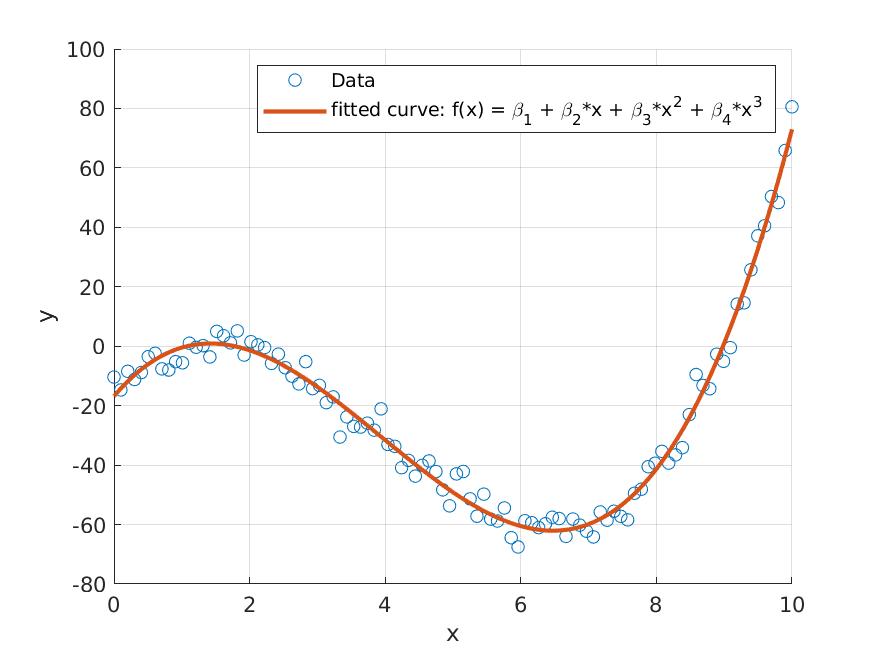 100
80
60
40
20
0
-20
-40
-60
-80
y
Data
fitted curve: f(x) = β₁ + β₂*x + β₃*x² + β₄*x³
0 2 4 6 8 10
x